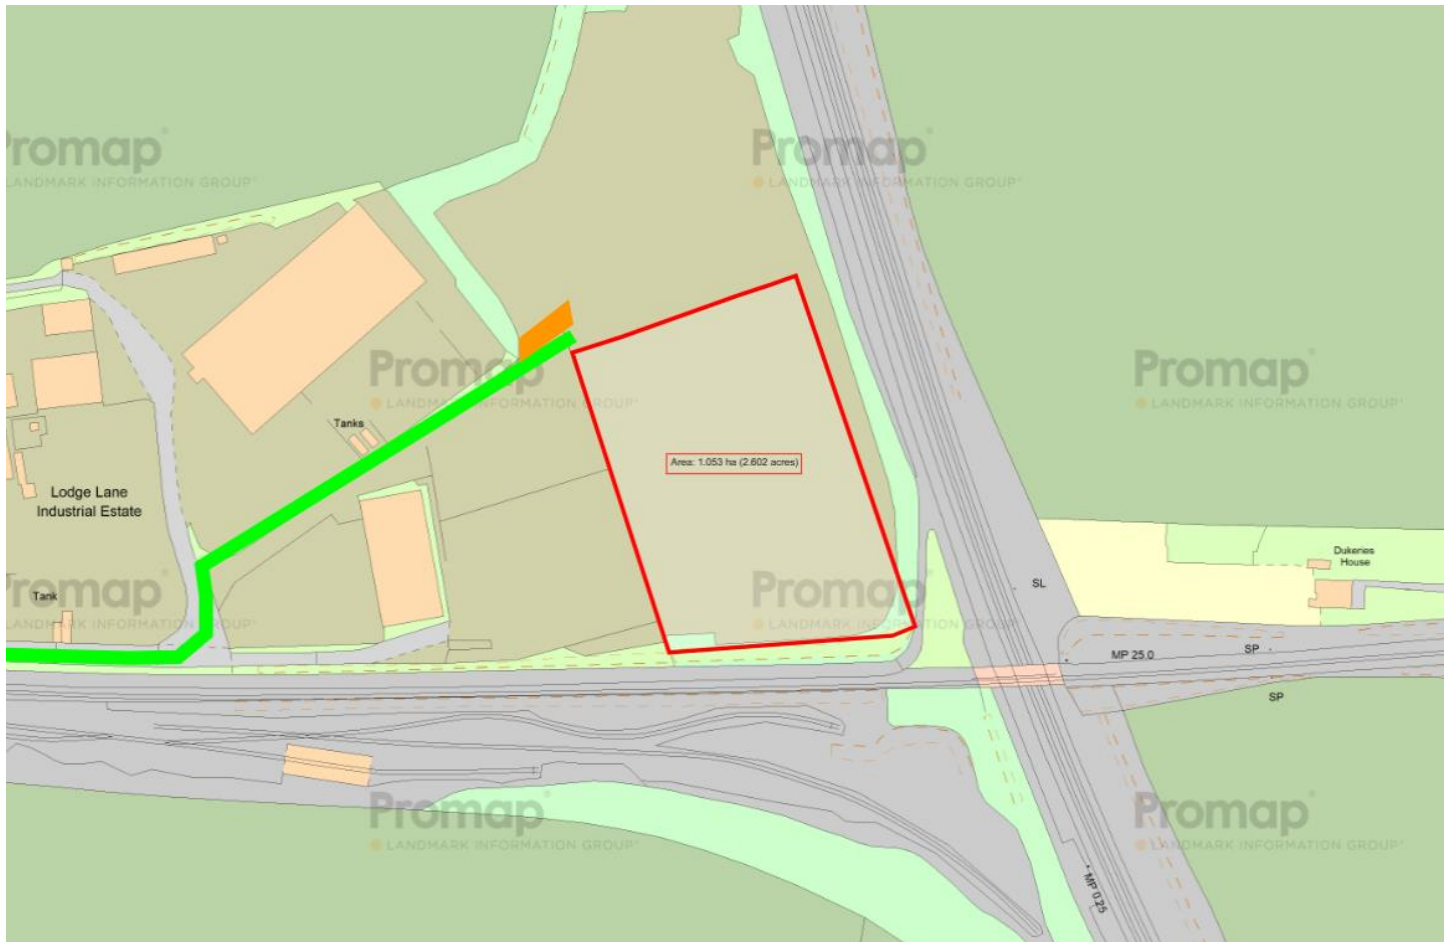 Promap
LANDMARK INFORMATION GROUP
Promap
LANDMARK INFORMATION GROUP
Promap
LANDMARK INFORMATION GROUP
Promap
LANDMARK INFORMATION GROUP
Tanks
Area: 1.053 ha (2.602 acres)
Lodge Lane
Industrial Estate
Dukeries
House
SL
Promap
LANDMARK INFORMATION GROUP
Tank
Promap
LANDMARK INFORMATION GROUP
MP 25.0
SP
SP
Promap
LANDMARK INFORMATION GROUP
Promap
LANDMARK INFORMATION GROUP
MP 0.25